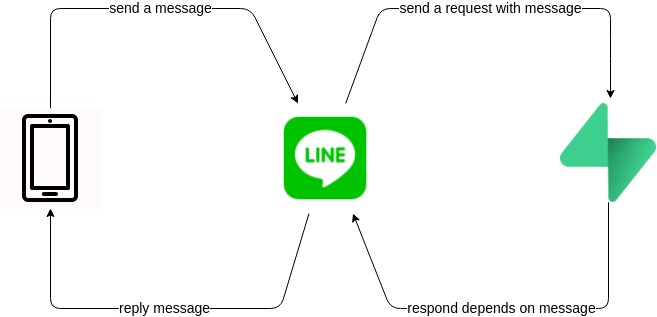 send a message
send a request with message
LINE
reply message
respond depends on message